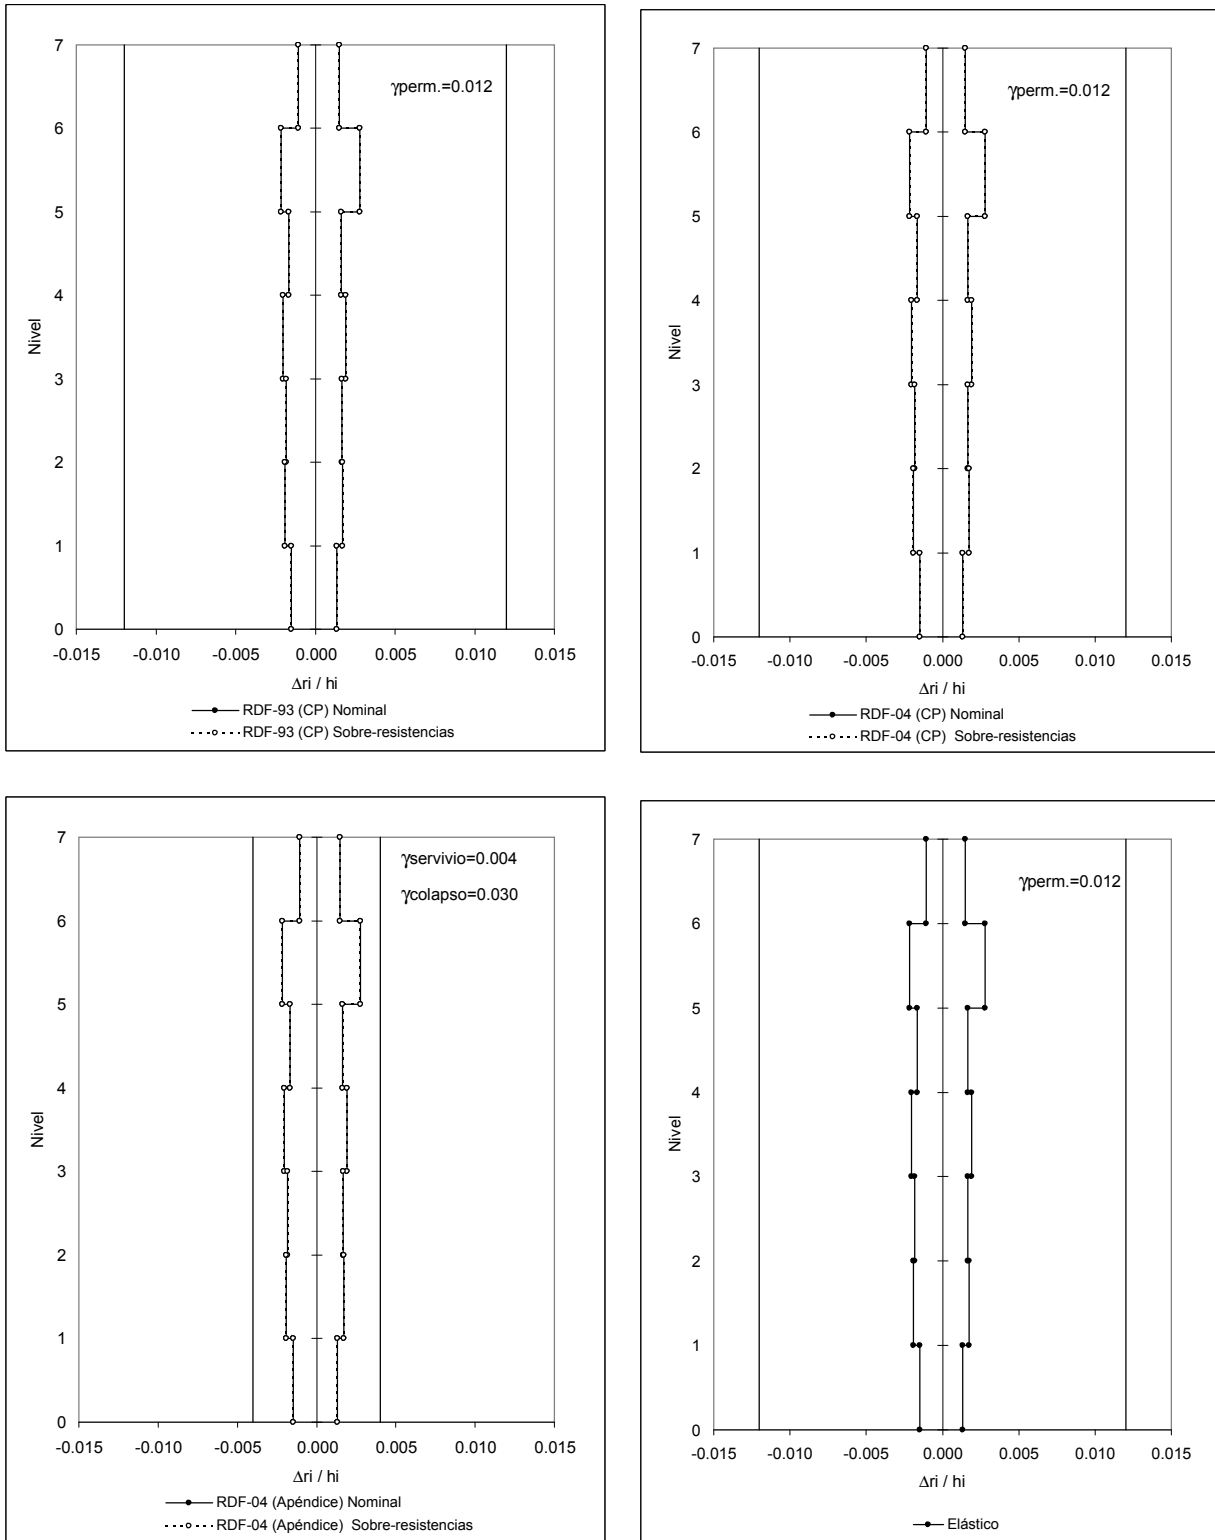 7
γperm.=0.012
6
5
4
Nivel
3
2
1
0
-0.015 -0.010 -0.005 0.000 0.005 0.010 0.015
Δri / hi
RDF-93 (CP) Nominal
RDF-93 (CP) Sobre-resistencias
7
γperm.=0.012
6
5
4
Nivel
3
2
1
0
-0.015 -0.010 -0.005 0.000 0.005 0.010 0.015
Δri / hi
RDF-04 (CP) Nominal
RDF-04 (CP) Sobre-resistencias
7
γservivio=0.004
γcolapso=0.030
6
5
4
Nivel
3
2
1
0
-0.015 -0.010 -0.005 0.000 0.005 0.010 0.015
Δri / hi
RDF-04 (Apéndice) Nominal
RDF-04 (Apéndice) Sobre-resistencias
7
γperm.=0.012
6
5
4
Nivel
3
2
1
0
-0.015 -0.010 -0.005 0.000 0.005 0.010 0.015
Δri / hi
Elástico